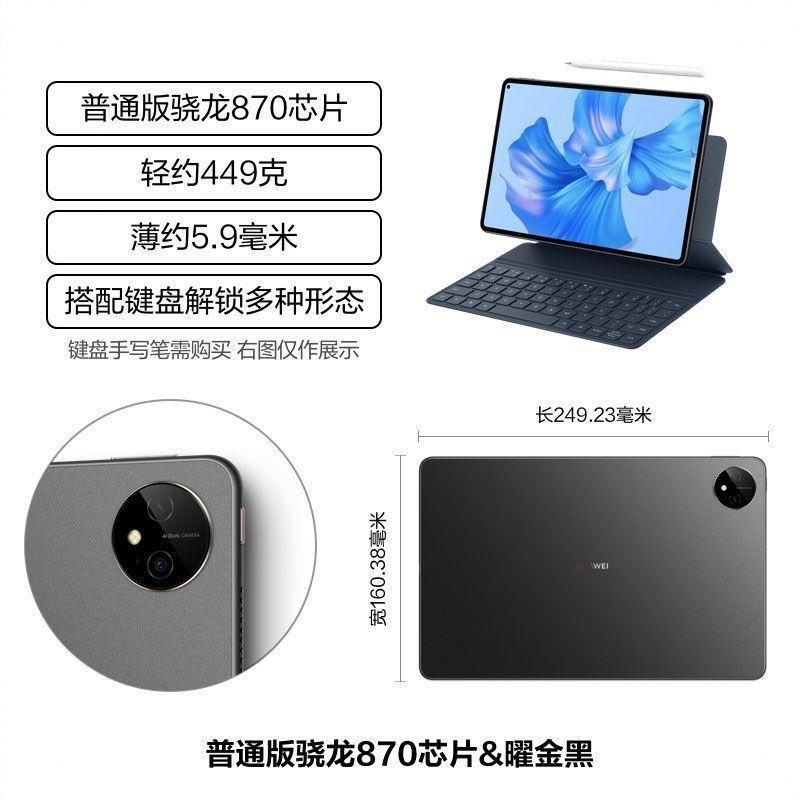 普通版骁龙870芯片
轻约449克
薄约5.9毫米
搭配键盘解锁多种形态
键盘手写笔需购买 右图仅作展示
长249.23毫米
宽160.38毫米
AI DUAL CAMERA
HUAWEI
普通版骁龙870芯片&曜金黑